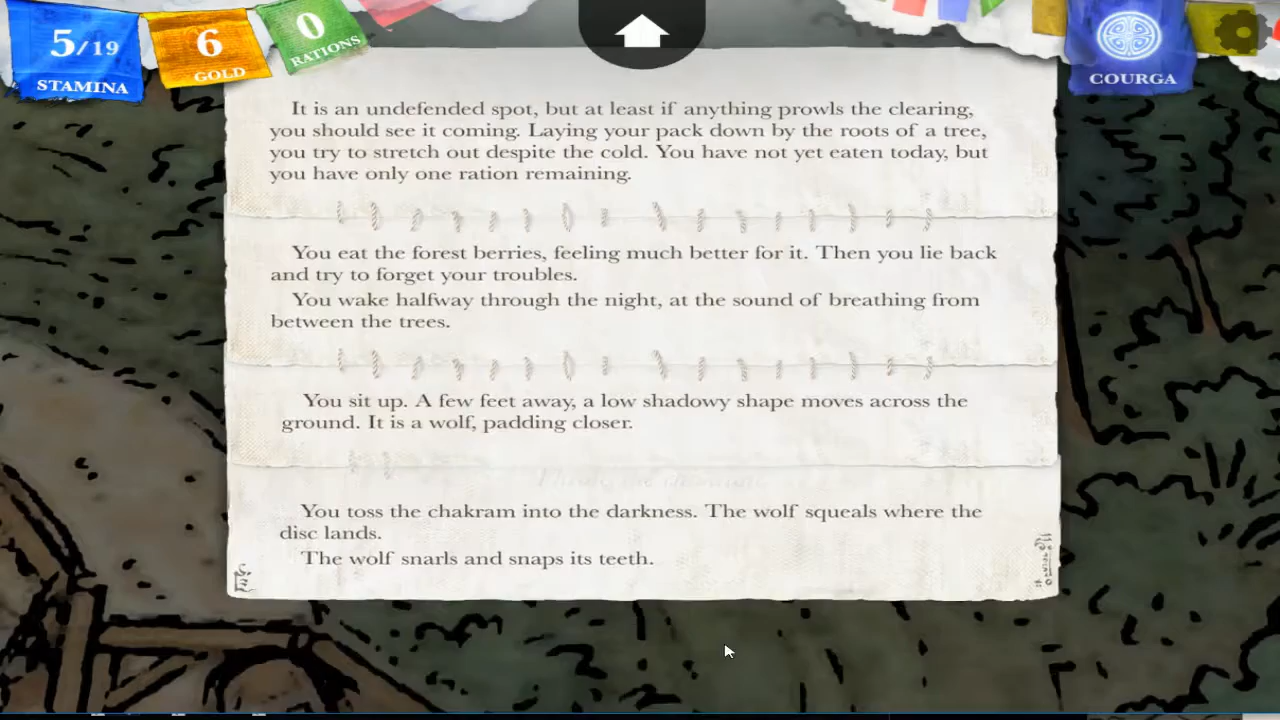 5/19
STAMINA
6
GOLD
0
RATIONS
COURGA
It is an undefended spot, but at least if anything prowls the clearing,
you should see it coming. Laying your pack down by the roots of a tree,
you try to stretch out despite the cold. You have not yet eaten today, but
you have only one ration remaining.
You eat the forest berries, feeling much better for it. Then you lie back
and try to forget your troubles.
You wake halfway through the night, at the sound of breathing from
between the trees.
You sit up. A few feet away, a low shadowy shape moves across the
ground. It is a wolf, padding closer.
You toss the chakram into the darkness. The wolf squeals where the
disc lands.
The wolf snarls and snaps its teeth.